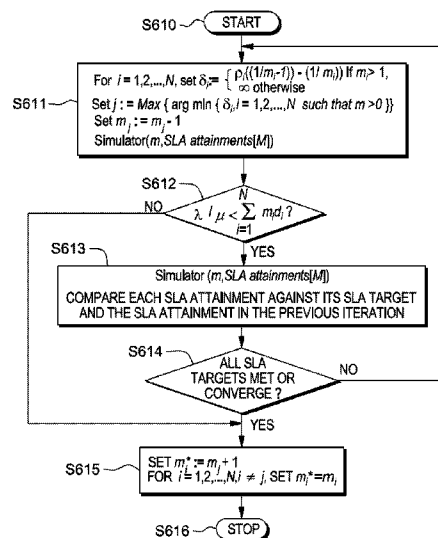 S610
START
S611
For i = 1,2,...,N, set δi:= { ρi((1/mi-1)) - (1/ mi)) If mi> 1,
∞ otherwise
Set j : = Max { arg min { δi,i = 1,2,...,N such that m >0 }}
Set mj := mj - 1
Simulator(m,SLA attainments[M])
S612
NO
λ / μ < N Σ i=1 midi ?
YES
S613
Simulator (m,SLA attainments[M])
COMPARE EACH SLA ATTAINMENT AGAINST ITS SLA TARGET
AND THE SLA ATTAINMENT IN THE PREVIOUS ITERATION
S614
ALL SLA
TARGETS MET OR
CONVERGE ?
NO
YES
S615
SET mj* := mj + 1
FOR i = 1,2,...,N,i ≠ j, SET mi*=mi
S616
STOP